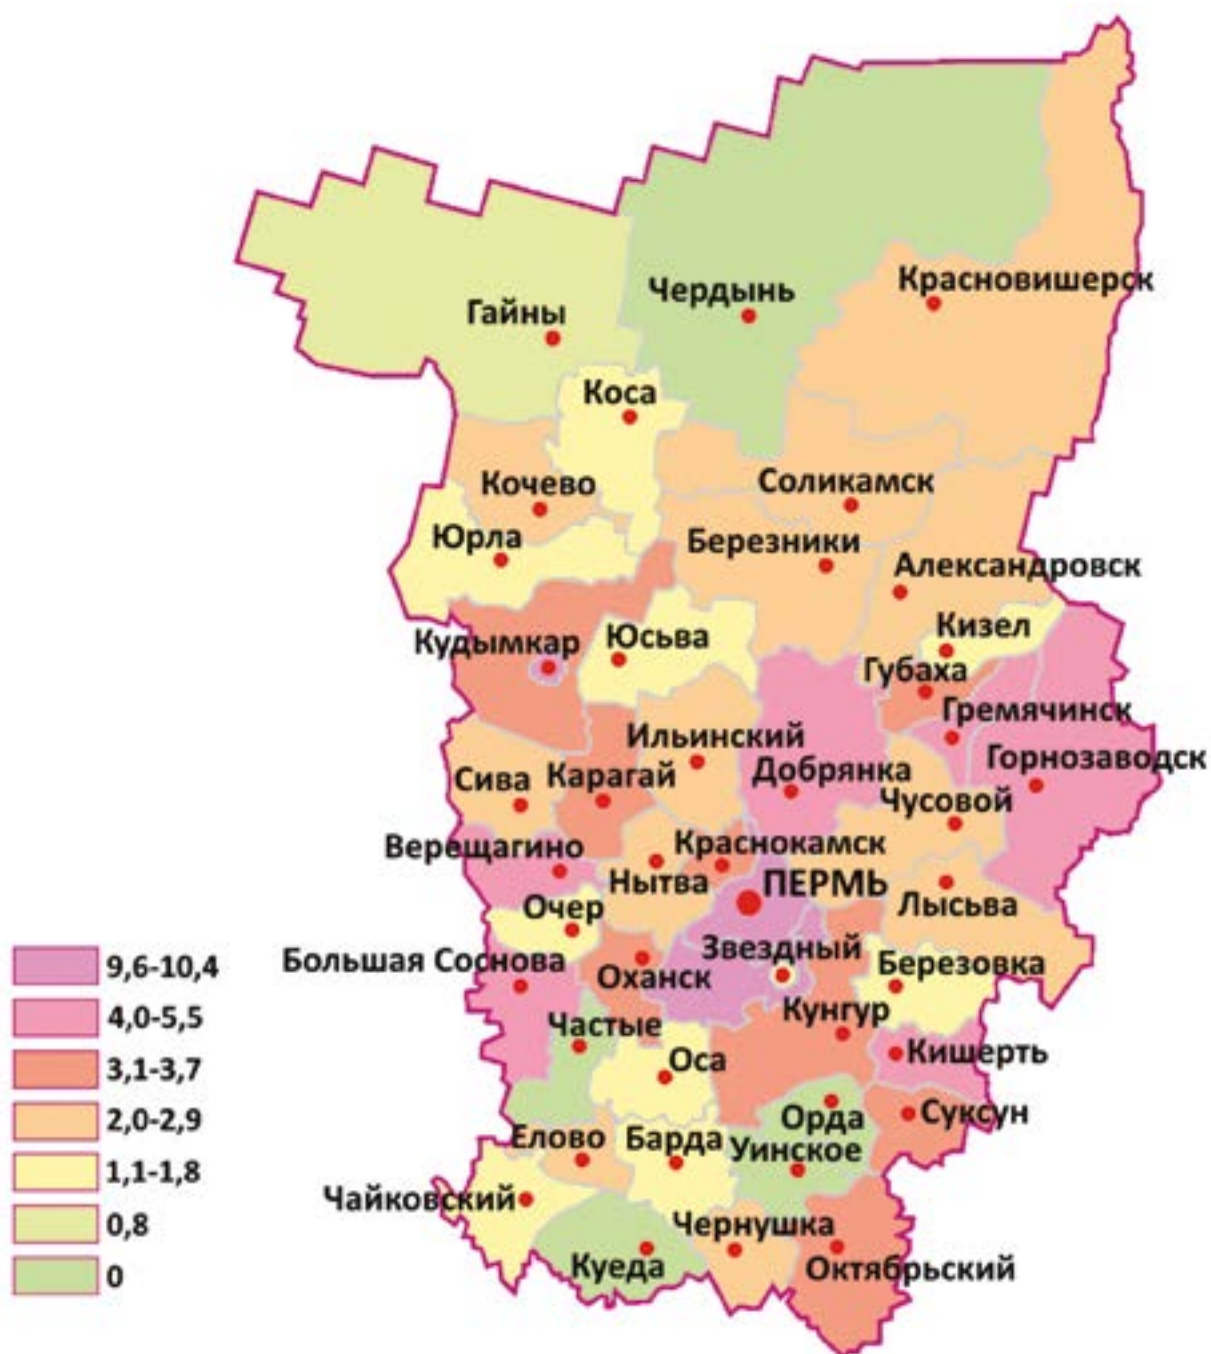 Красновишерск
Чердынь
Гайны
Коса
Соликамск
Кочево
Юрла
Березники
Александровск
Кизел
Юсьва
Кудымкар
Губаха
Гремячинск
Ильинский
Горнозаводск
Добрянка
Сива
Карагай
Чусовой
Краснокамск
Верещагино
Нытва
ПЕРМЬ
Лысьва
Очер
Звездный
Большая Соснова
Оханск
Березовка
Кунгур
Частые
Оса
Кишерть
Суксун
Орда
Елово
Барда
Уинское
Чайковский
Чернушка
Куеда
Октябрьский
9,6-10,4
4,0-5,5
3,1-3,7
2,0-2,9
1,1-1,8
0,8
0